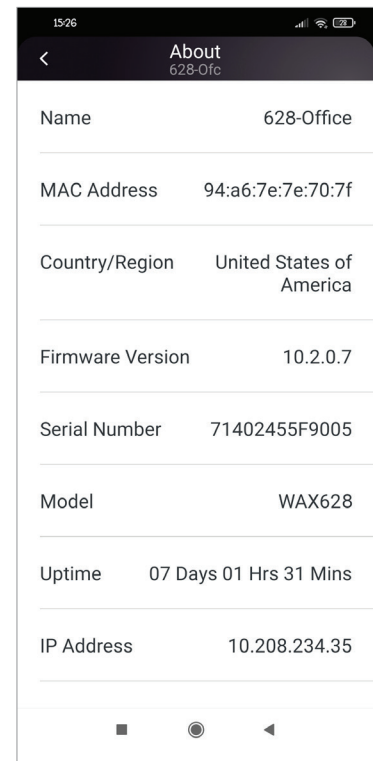 15:26
28
About
628-Ofc
Name 628-Office
MAC Address 94:a6:7e:7e:70:7f
Country/Region United States of
America
Firmware Version 10.2.0.7
Serial Number 71402455F9005
Model WAX628
Uptime 07 Days 01 Hrs 31 Mins
IP Address 10.208.234.35